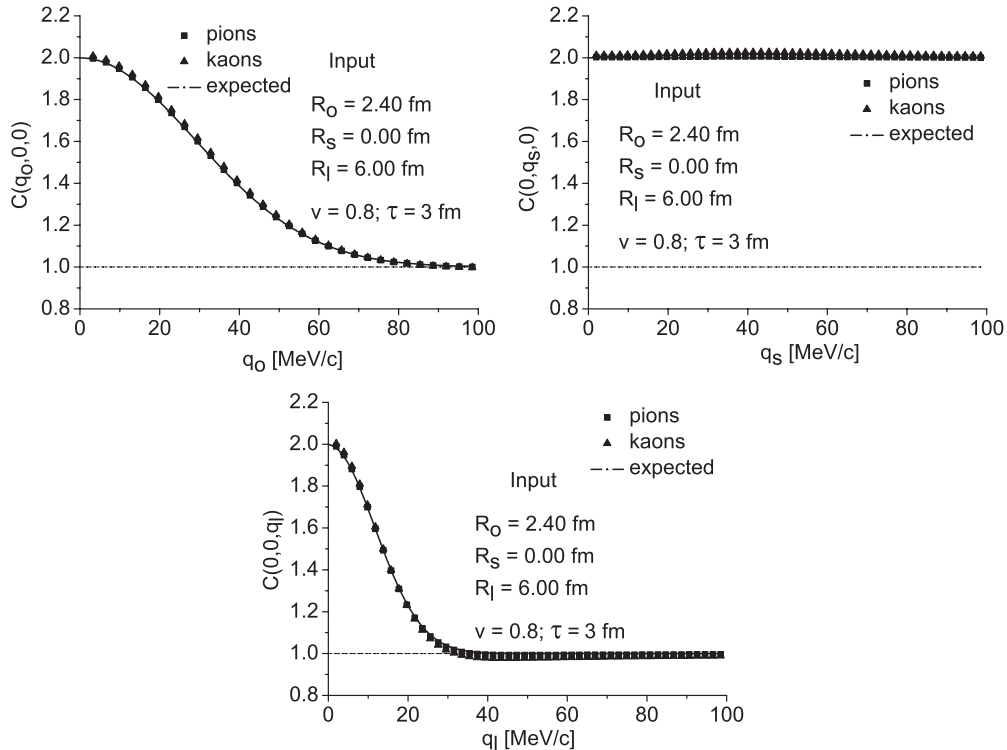 2.2
2.0
1.8
1.6
1.4
1.2
1.0
0.8
C(qo,0,0)
pions
kaons
expected
Input
Ro = 2.40 fm
Rs = 0.00 fm
Rl = 6.00 fm
v = 0.8; τ = 3 fm
0 20 40 60 80 100
qo [MeV/c]
2.2
2.0
1.8
1.6
1.4
1.2
1.0
0.8
C(0,qs,0)
pions
kaons
expected
Input
Ro = 2.40 fm
Rs = 0.00 fm
Rl = 6.00 fm
v = 0.8; τ = 3 fm
0 20 40 60 80 100
qs [MeV/c]
2.2
2.0
1.8
1.6
1.4
1.2
1.0
0.8
C(0,0,ql)
pions
kaons
expected
Input
Ro = 2.40 fm
Rs = 0.00 fm
Rl = 6.00 fm
v = 0.8; τ = 3 fm
0 20 40 60 80 100
ql [MeV/c]